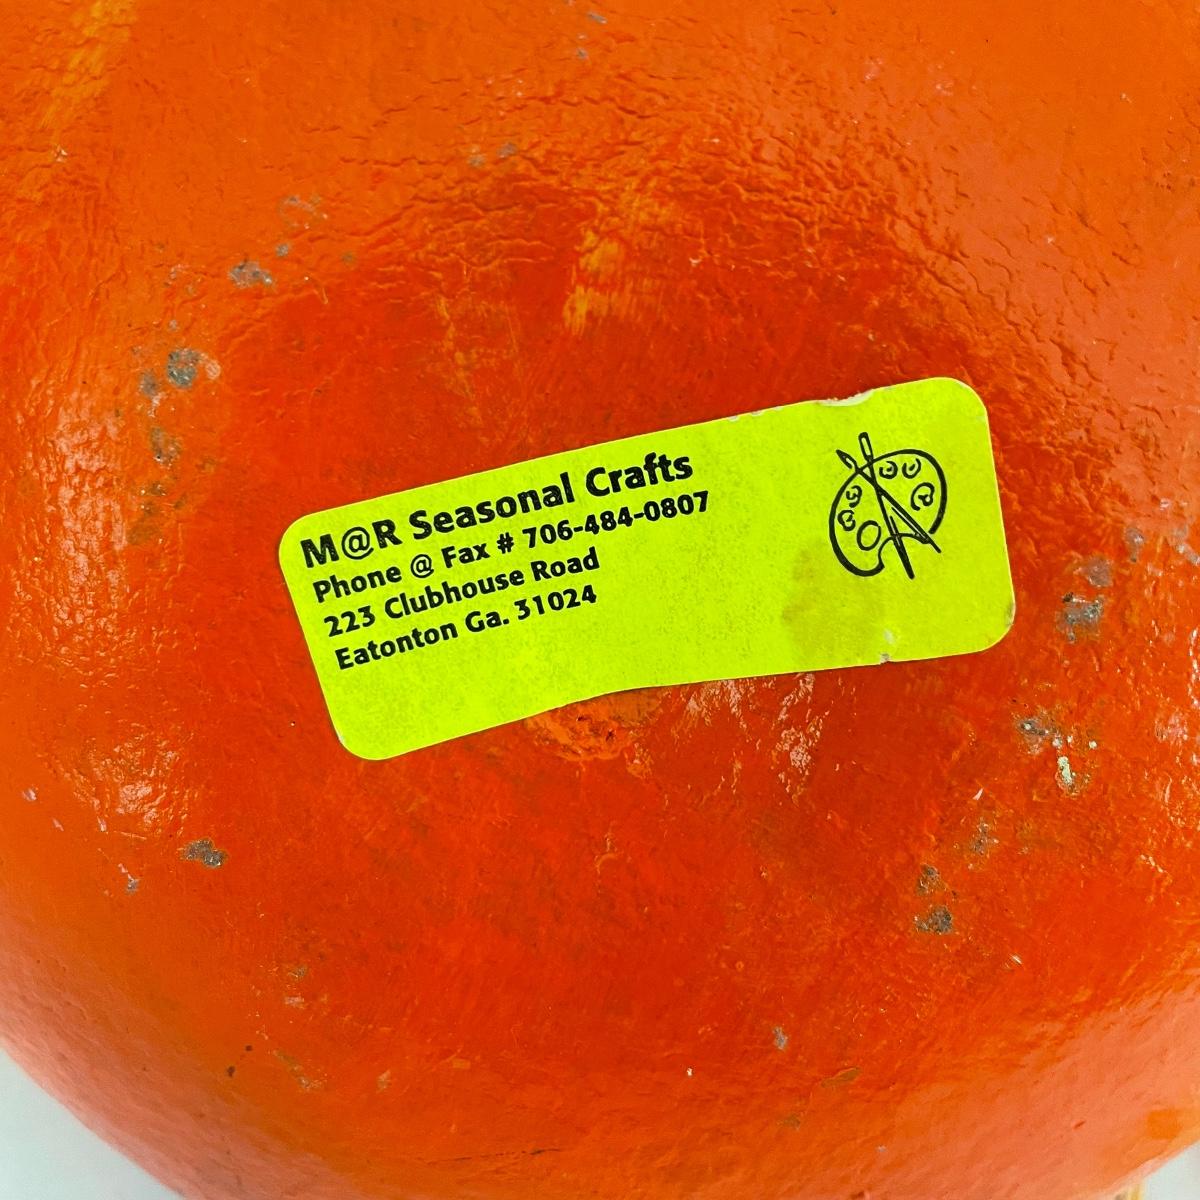 M@R Seasonal Crafts
Phone @ Fax # 706-484-0807
223 Clubhouse Road
Eatonton Ga. 31024